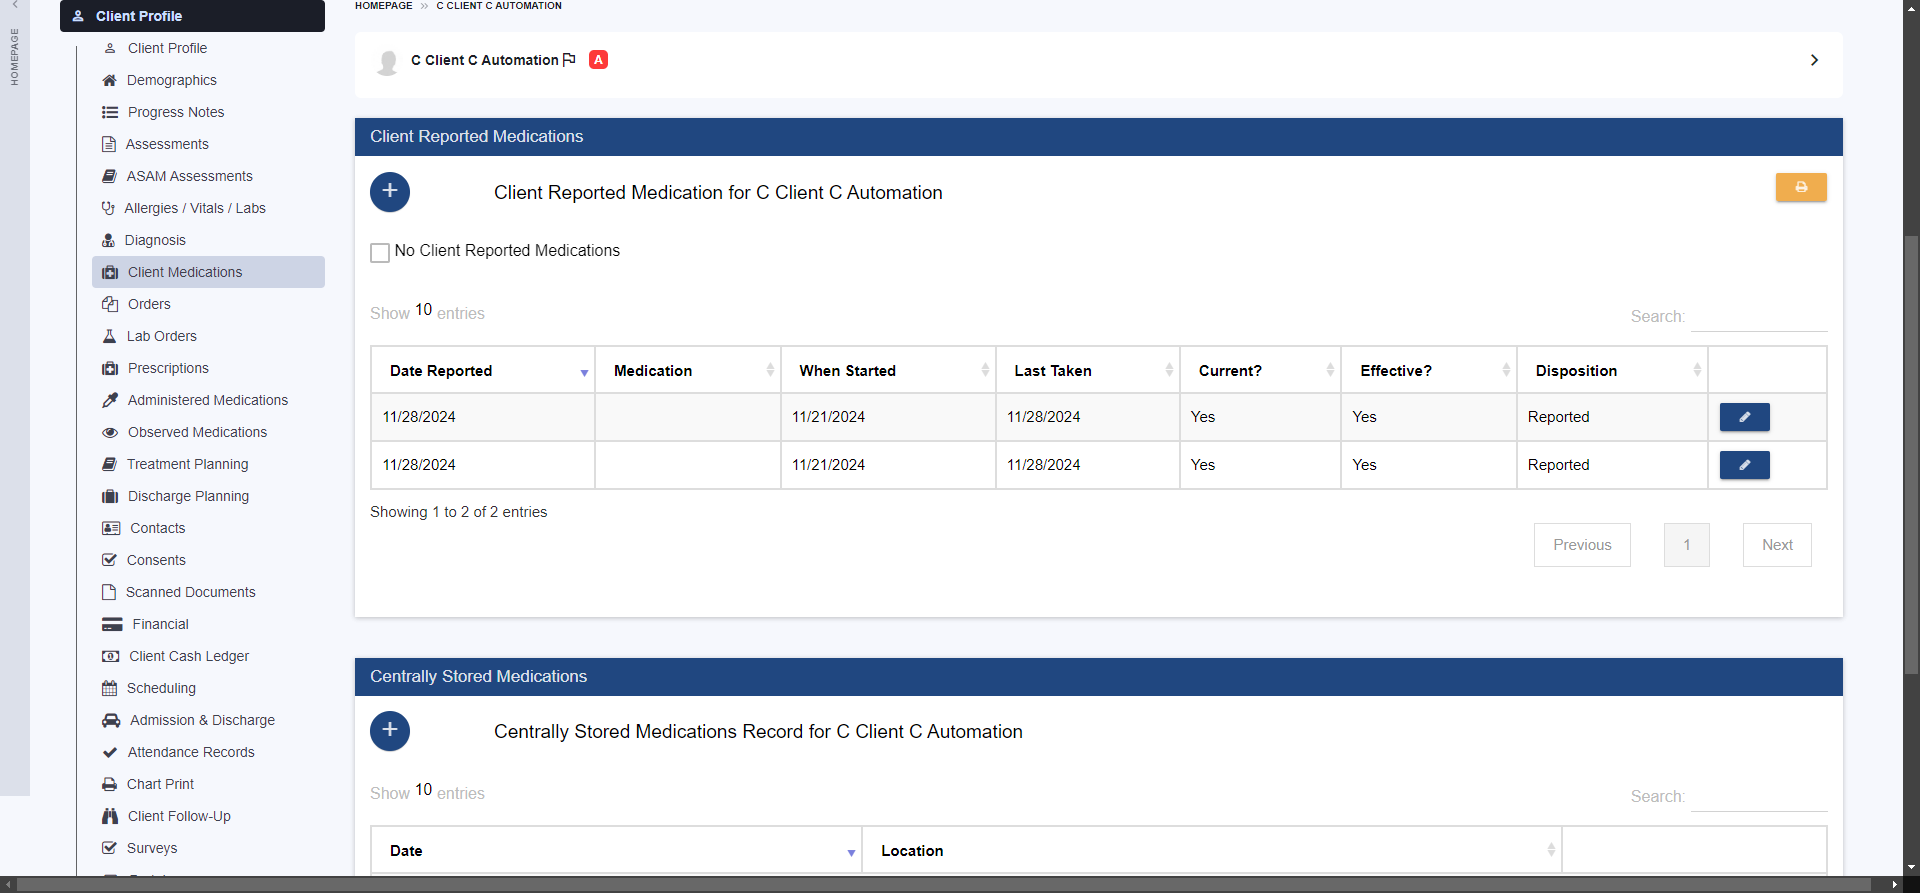 HOMEPAGE
Client Profile
Client Profile
Demographics
Progress Notes
Assessments
ASAM Assessments
Allergies / Vitals / Labs
Diagnosis
Client Medications
Orders
Lab Orders
Prescriptions
Administered Medications
Observed Medications
Treatment Planning
Discharge Planning
Contacts
Consents
Scanned Documents
Financial
Client Cash Ledger
Scheduling
Admission & Discharge
Attendance Records
Chart Print
Client Follow-Up
Surveys
HOMEPAGE » C CLIENT C AUTOMATION
C Client C Automation A
Client Reported Medications
+ Client Reported Medication for C Client C Automation
No Client Reported Medications
Show 10 entries Search:
Date Reported Medication When Started Last Taken Current? Effective? Disposition
11/28/2024 11/21/2024 11/28/2024 Yes Yes Reported
11/28/2024 11/21/2024 11/28/2024 Yes Yes Reported
Showing 1 to 2 of 2 entries
Previous 1 Next
Centrally Stored Medications
+ Centrally Stored Medications Record for C Client C Automation
Show 10 entries Search:
Date Location